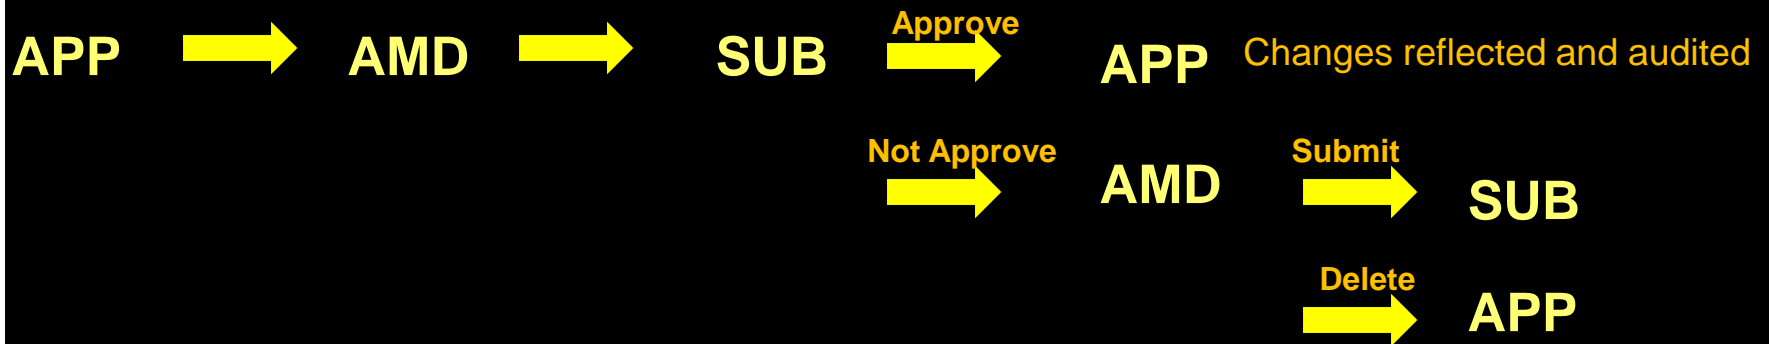 Approve
APP AMD SUB APP Changes reflected and audited
Not Approve Submit
AMD SUB
Delete
APP